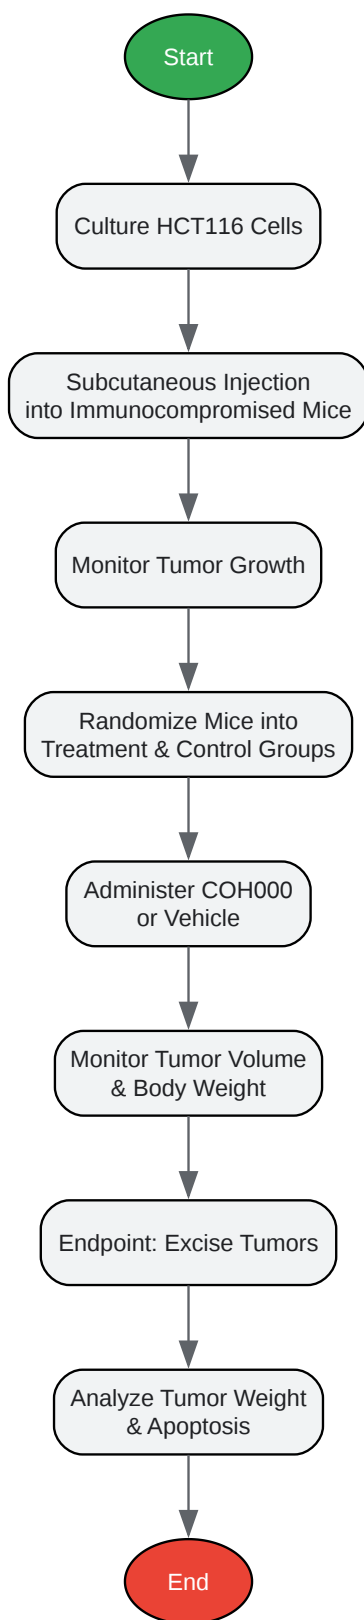 Start
Culture HCT116 Cells
Subcutaneous Injection
into Immunocompromised Mice
Monitor Tumor Growth
Randomize Mice into
Treatment & Control Groups
Administer COH000
or Vehicle
Monitor Tumor Volume
& Body Weight
Endpoint: Excise Tumors
Analyze Tumor Weight
& Apoptosis
End